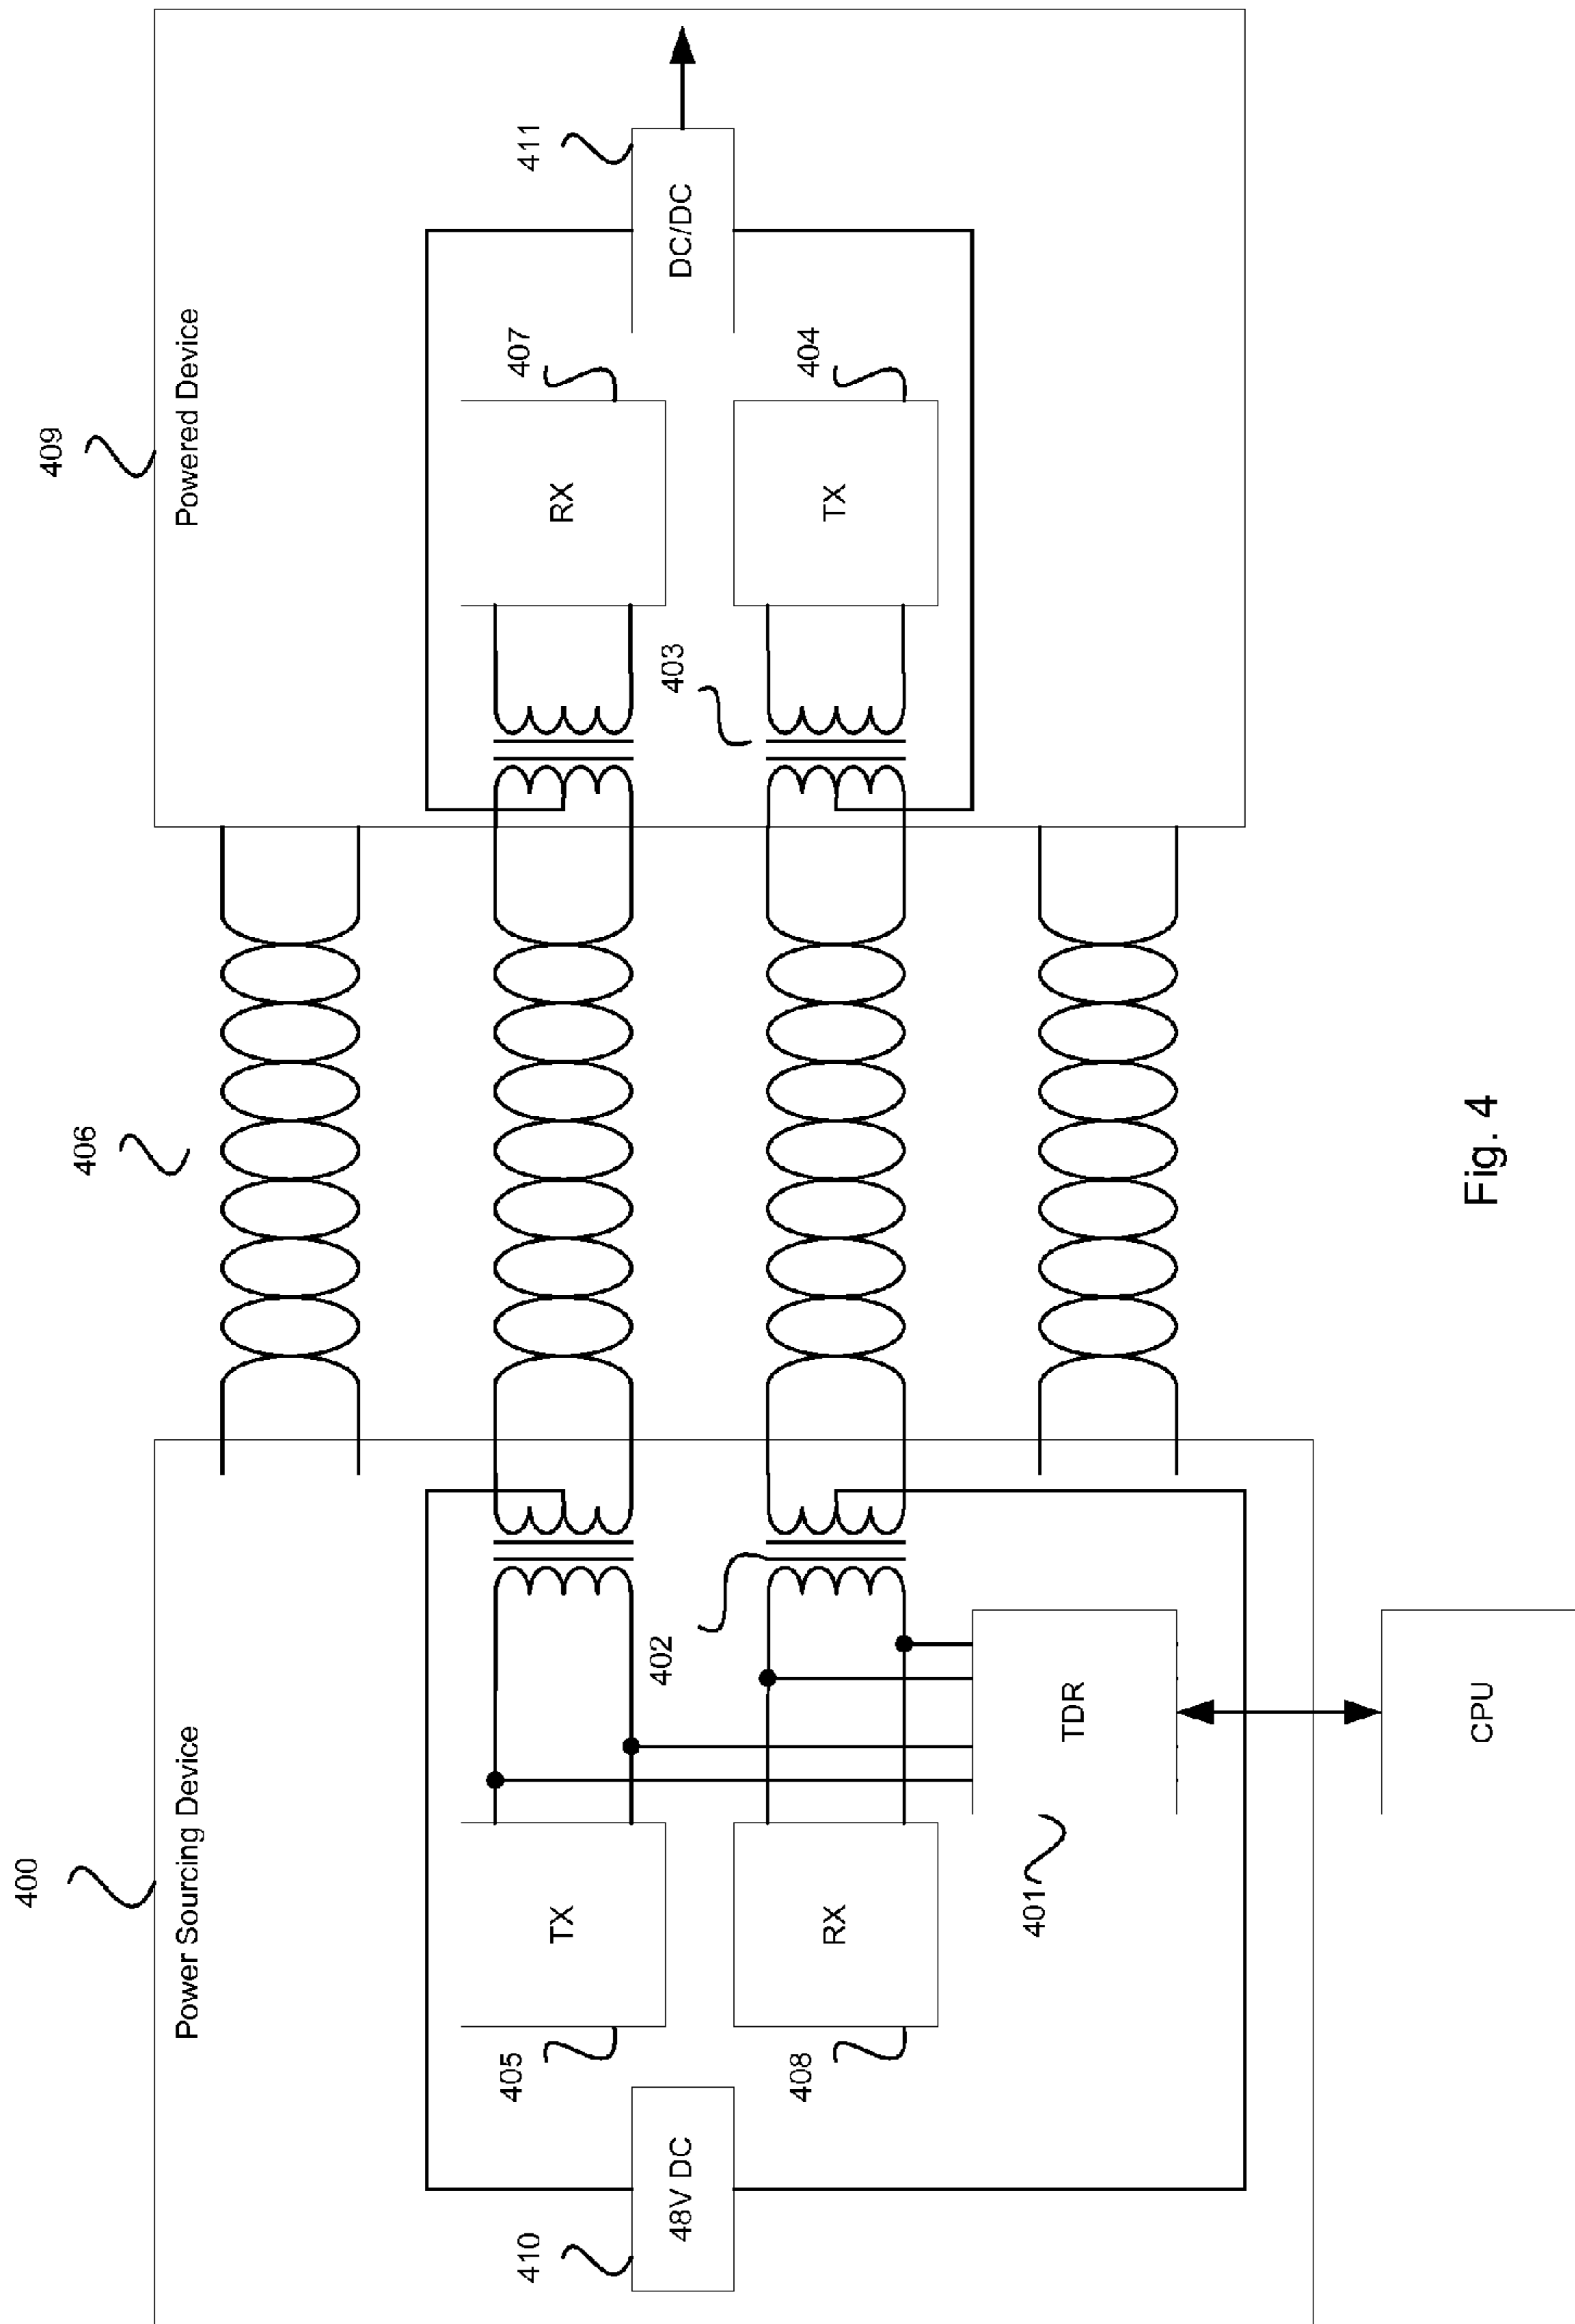 400
Power Sourcing Device
406
409
Powered Device
410
48V DC
405
TX
408
RX
401
TDR
402
CPU
403
407
RX
404
TX
411
DC/DC
Fig. 4